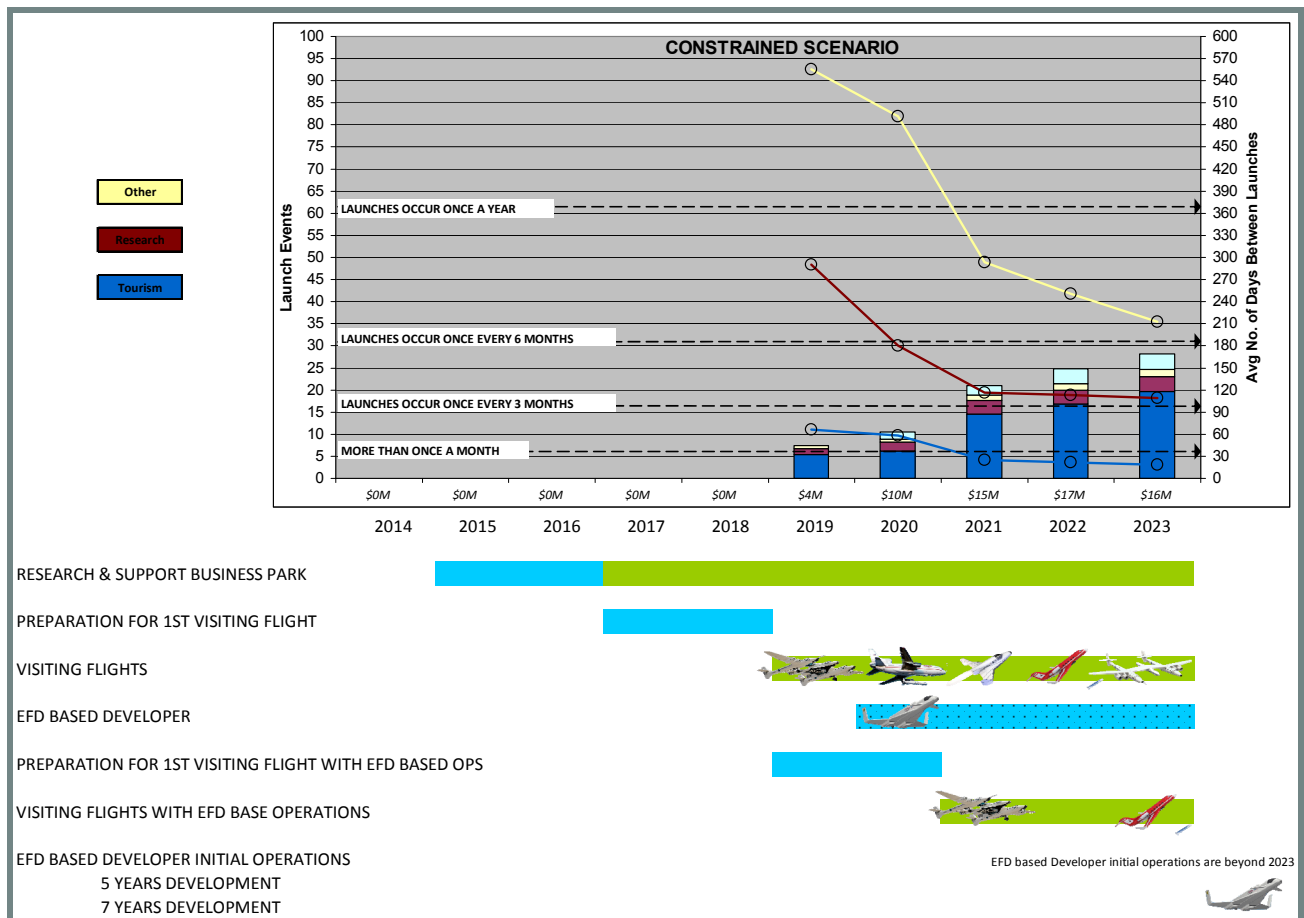 CONSTRAINED SCENARIO
100
95
90
85
80
75
70
65
60
55
50
45
40
35
30
25
20
15
10
5
0
Launch Events
600
570
540
510
480
450
420
390
360
330
300
270
240
210
180
150
120
90
60
30
0
Avg No. of Days Between Launches
Other
Research
Tourism
LAUNCHES OCCUR ONCE A YEAR
LAUNCHES OCCUR ONCE EVERY 6 MONTHS
LAUNCHES OCCUR ONCE EVERY 3 MONTHS
MORE THAN ONCE A MONTH
$0M $0M $0M $0M $0M $4M $10M $15M $17M $16M
2014 2015 2016 2017 2018 2019 2020 2021 2022 2023
RESEARCH & SUPPORT BUSINESS PARK
PREPARATION FOR 1ST VISITING FLIGHT
VISITING FLIGHTS
EFD BASED DEVELOPER
PREPARATION FOR 1ST VISITING FLIGHT WITH EFD BASED OPS
VISITING FLIGHTS WITH EFD BASE OPERATIONS
EFD BASED DEVELOPER INITIAL OPERATIONS
EFD based Developer initial operations are beyond 2023
5 YEARS DEVELOPMENT
7 YEARS DEVELOPMENT